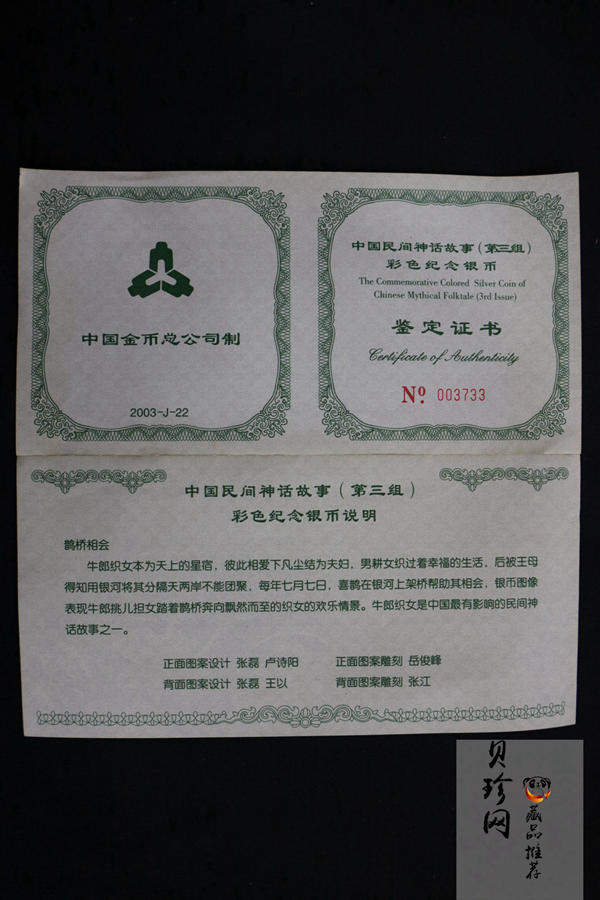 中国金币总公司制
2003-J-22
中国民间神话故事（第三组）
彩色纪念银币
The Commemorative Colored Silver Coin of
Chinese Mythical Folktale (3rd Issue)
鉴定证书
Certificate of Authenticity
№ 003733
中国民间神话故事（第三组）
彩色纪念银币说明
鹊桥相会
牛郎织女本为天上的星宿，彼此相爱下凡尘结为夫妇，男耕女织过着幸福的生活，后被王母
得知用银河将其分隔天两岸不能团聚，每年七月七日，喜鹊在银河上架桥帮助其相会，银币图像
表现牛郎挑儿担女踏着鹊桥奔向飘然而至的织女的欢乐情景。牛郎织女是中国最有影响的民间神
话故事之一。
正面图案设计 张磊 卢诗阳 正面图案雕刻 岳俊峰
背面图案设计 张磊 王以 背面图案雕刻 张江
贝珍网
藏品推荐